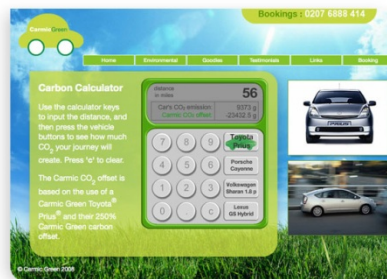 Bookings : 0207 6888 414
CarmicGreen
Home Environmental Goodies Testimonials Links Booking
Carbon Calculator
Use the calculator keys
to input the distance, and
then press the vehicle
buttons to see how much
CO2 your journey will
create. Press 'c' to clear.
The Carmic CO2 offset is
based on the use of a
Carmic Green Toyota®
Prius® and their 250%
Carmic Green carbon
offset.
distance
in miles
56
Car's CO2 emission 9373 g
Carmic CO2 offset -23432.5 g
7 8 9 Toyota Prius
4 5 6 Porsche Cayenne
1 2 3 Volkswagen Sharan 1.8 p
0 . c Lexus GS Hybrid
© Carmic Green 2008